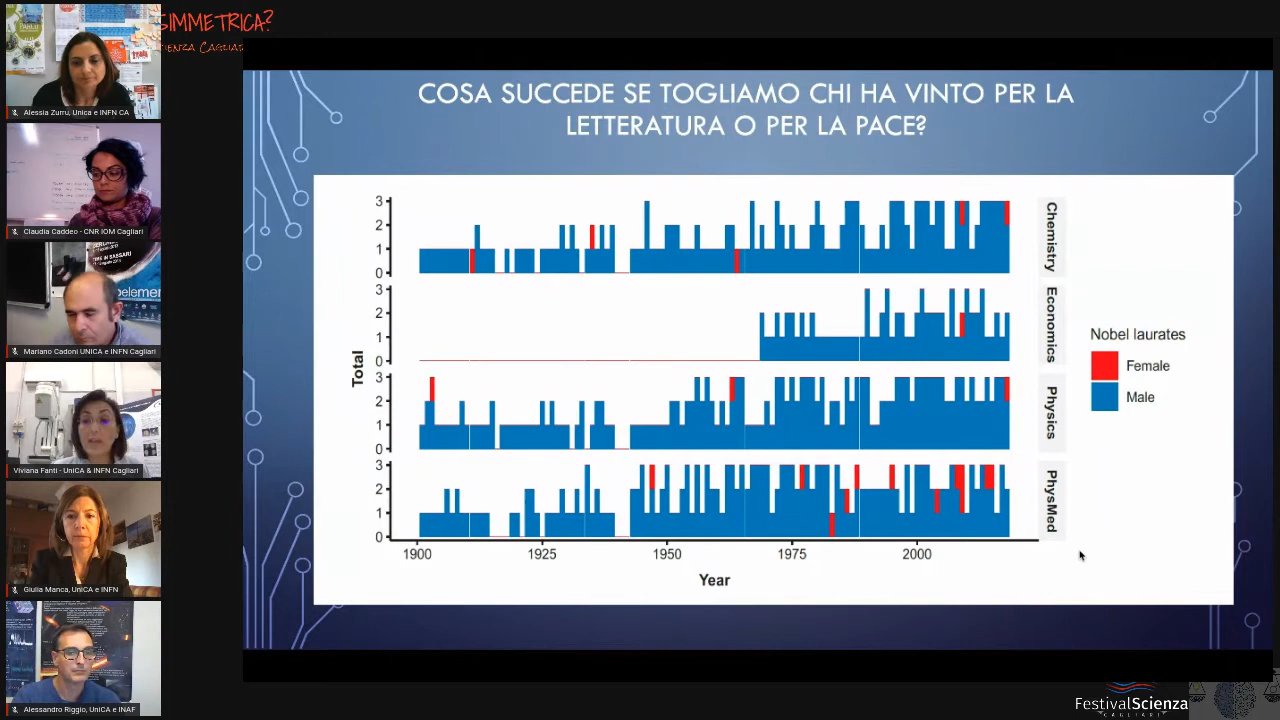 SIMMETRICA?
IENZA CAGLIAR
Alessia Zurru, Unica e INFN CA
Claudia Caddeo - CNR IOM Cagliari
Mariano Cadoni UNICA e INFN Cagliari
Viviana Fanti - UniCA & INFN Cagliari
Giulia Manca, UniCA e INFN
Alessandro Riggio, UniCA e INAF
COSA SUCCEDE SE TOGLIAMO CHI HA VINTO PER LA
LETTERATURA O PER LA PACE?
Total
3
2
1
0
Chemistry
3
2
1
0
Economics
3
2
1
0
Physics
3
2
1
0
PhysMed
1900 1925 1950 1975 2000
Year
Nobel laurates
Female
Male
FestivalScienza
CAGLIARI